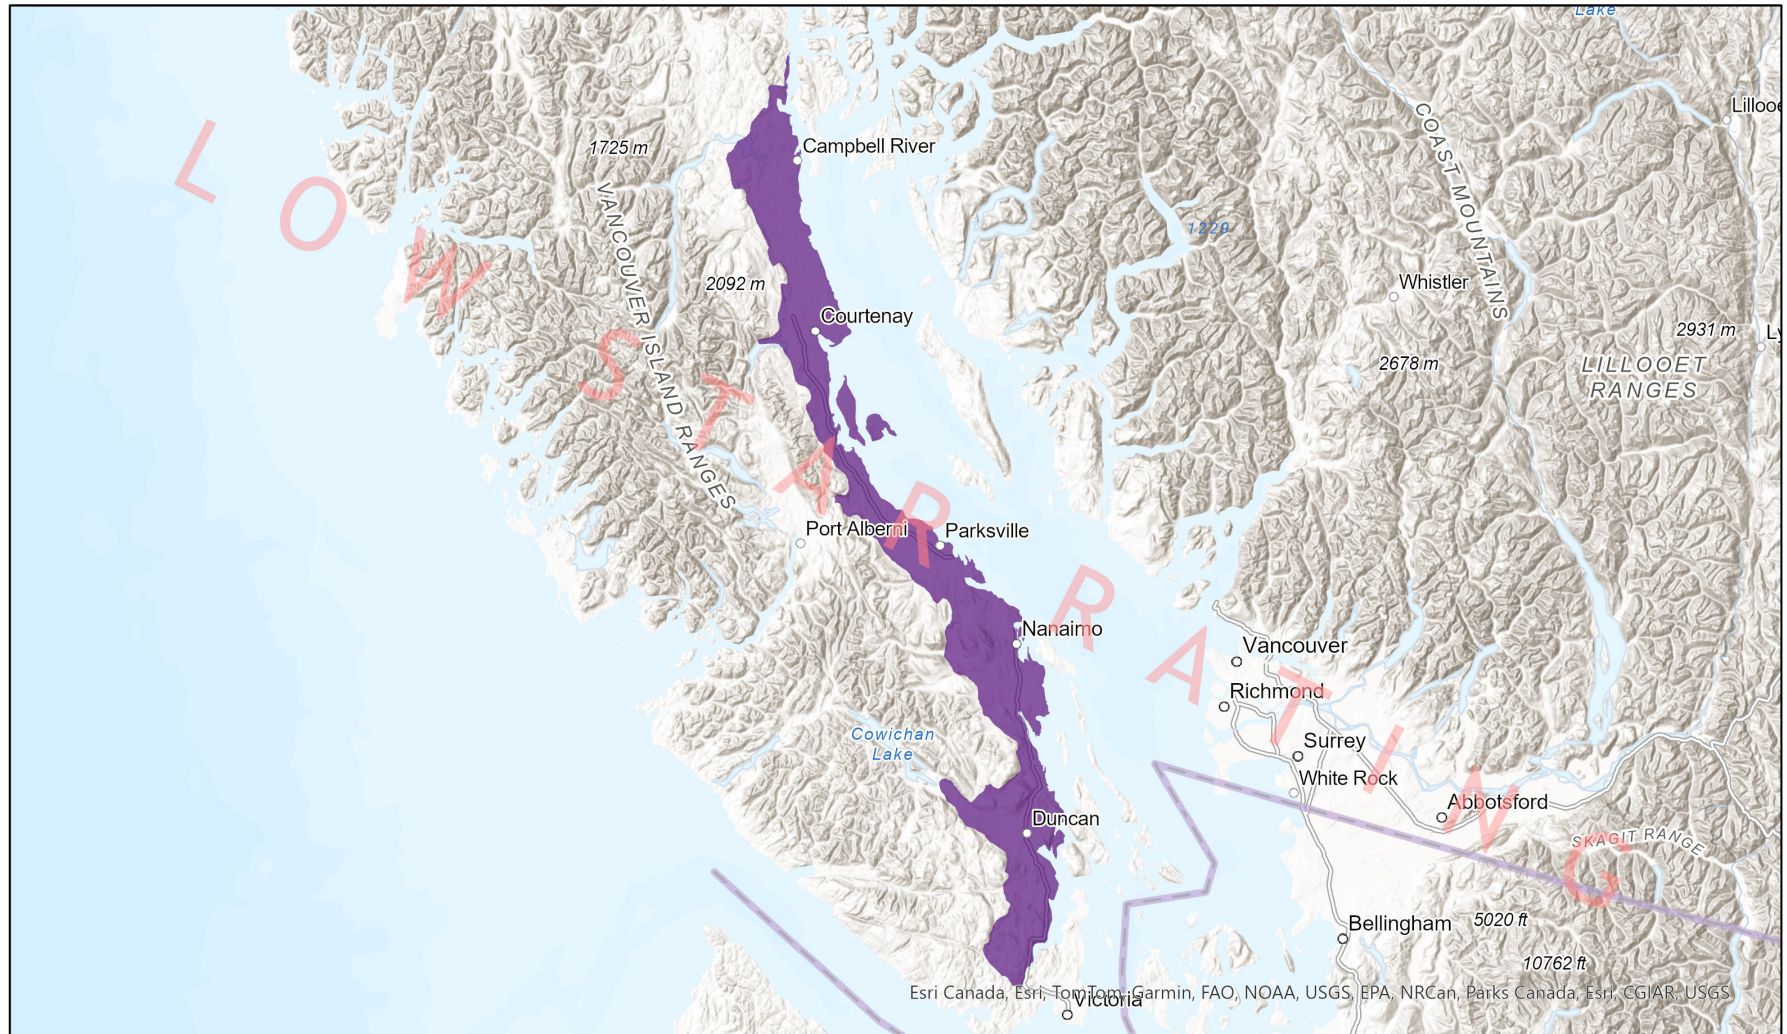 Lake
Lillooe
Campbell River
1725 m
COAST MOUNTAINS
VANCOUVER ISLAND RANGES
1229
2092 m
Whistler
Courtenay
2931 m
Ly
2678 m
LILLOOET
RANGES
LOW STAR RATING
Port Alberni
Parksville
Nanaimo
Vancouver
Richmond
Cowichan
Lake
Surrey
White Rock
Abbotsford
Duncan
SKAGIT RANGE
Bellingham
5020 ft
10762 ft
Esri Canada, Esri, TomTom, Garmin, FAO, NOAA, USGS, EPA, NRCan, Parks Canada, Esri, CGIAR, USGS
Victoria